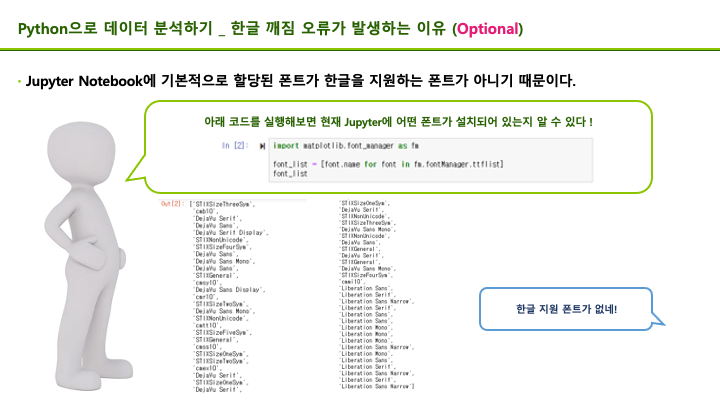 Python으로 데이터 분석하기 _ 한글 깨짐 오류가 발생하는 이유 (Optional)
· Jupyter Notebook에 기본적으로 할당된 폰트가 한글을 지원하는 폰트가 아니기 때문이다.
아래 코드를 실행해보면 현재 Jupyter에 어떤 폰트가 설치되어 있는지 알 수 있다 !
In [2]: import matplotlib.font_manager as fm
font_list = [font.name for font in fm.fontManager.ttflist]
font_list
Out[2]: ['STIXSizeThreeSym',
'cmb10',
'DejaVu Serif',
'DejaVu Sans',
'DejaVu Serif Display',
'STIXNonUnicode',
'STIXSizeFourSym',
'DejaVu Sans',
'DejaVu Sans Mono',
'DejaVu Sans',
'STIXGeneral',
'cmsy10',
'DejaVu Sans Display',
'cmr10',
'STIXSizeTwoSym',
'DejaVu Sans Mono',
'STIXNonUnicode',
'cmtt10',
'STIXSizeFiveSym',
'STIXGeneral',
'cmss10',
'STIXSizeOneSym',
'STIXSizeTwoSym',
'cmex10',
'DejaVu Serif',
'STIXSizeOneSym',
'DejaVu Serif',
'STIXSizeOneSym',
'DejaVu Serif',
'STIXNonUnicode',
'STIXSizeThreeSym',
'DejaVu Sans Mono',
'STIXNonUnicode',
'DejaVu Sans',
'STIXGeneral',
'DejaVu Serif',
'STIXGeneral',
'DejaVu Sans Mono',
'STIXSizeFourSym',
'cmmi10',
'Liberation Sans',
'Liberation Serif',
'Liberation Sans Narrow',
'Liberation Serif',
'Liberation Sans',
'Liberation Sans',
'Liberation Mono',
'Liberation Mono',
'Liberation Mono',
'Liberation Sans Narrow',
'Liberation Mono',
'Liberation Sans',
'Liberation Serif',
'Liberation Sans Narrow',
'Liberation Serif',
'Liberation Sans Narrow']
한글 지원 폰트가 없네!